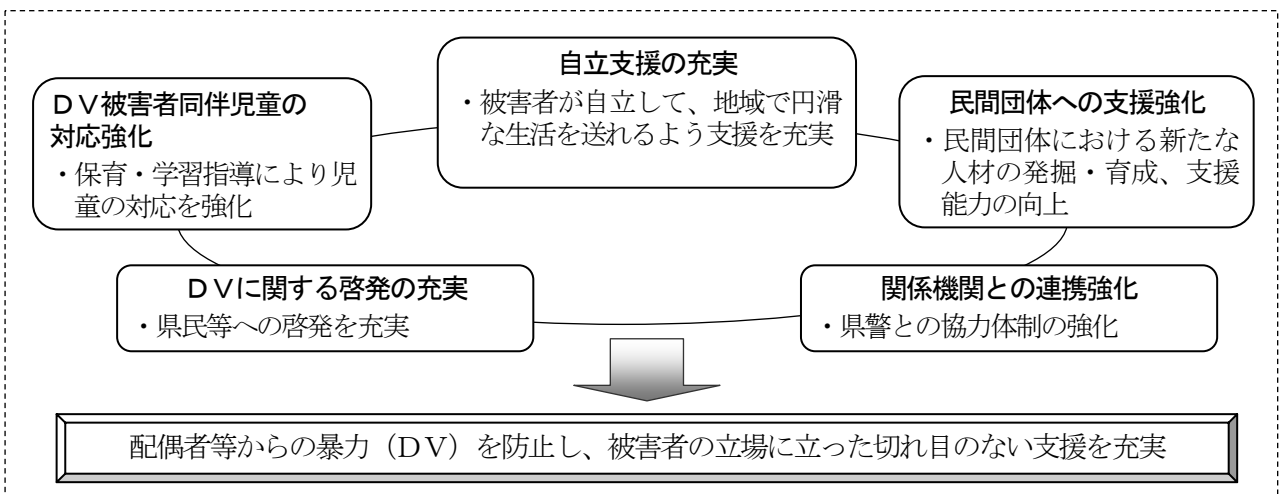 自立支援の充実
・被害者が自立して、地域で円滑
な生活を送れるよう支援を充実
ＤＶ被害者同伴児童の
対応強化
・保育・学習指導により児
童の対応を強化
民間団体への支援強化
・民間団体における新たな
人材の発掘・育成、支援
能力の向上
ＤＶに関する啓発の充実
・県民等への啓発を充実
関係機関との連携強化
・県警との協力体制の強化
配偶者等からの暴力（ＤＶ）を防止し、被害者の立場に立った切れ目のない支援を充実